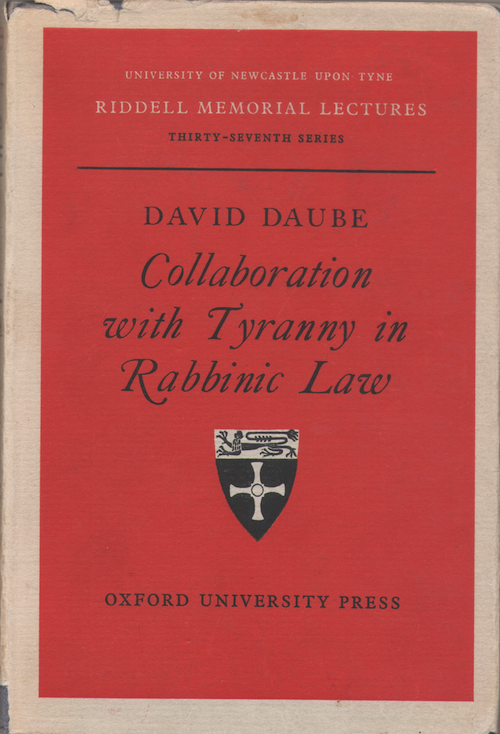 UNIVERSITY OF NEWCASTLE UPON TYNE
RIDDELL MEMORIAL LECTURES
THIRTY-SEVENTH SERIES
DAVID DAUBE
Collaboration
with Tyranny in
Rabbinic Law
OXFORD UNIVERSITY PRESS